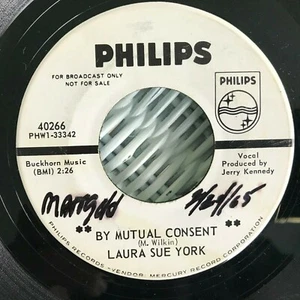 PHILIPS
FOR BROADCAST ONLY
NOT FOR SALE
PHILIPS
40266
PHW1-33342
Buckhorn Music
(BMI) 2:26
Vocal
Produced by
Jerry Kennedy
** BY MUTUAL CONSENT **
(M. Wilkin)
LAURA SUE YORK
PHILIPS RECORDS • VENDOR: MERCURY RECORD CORPORATION